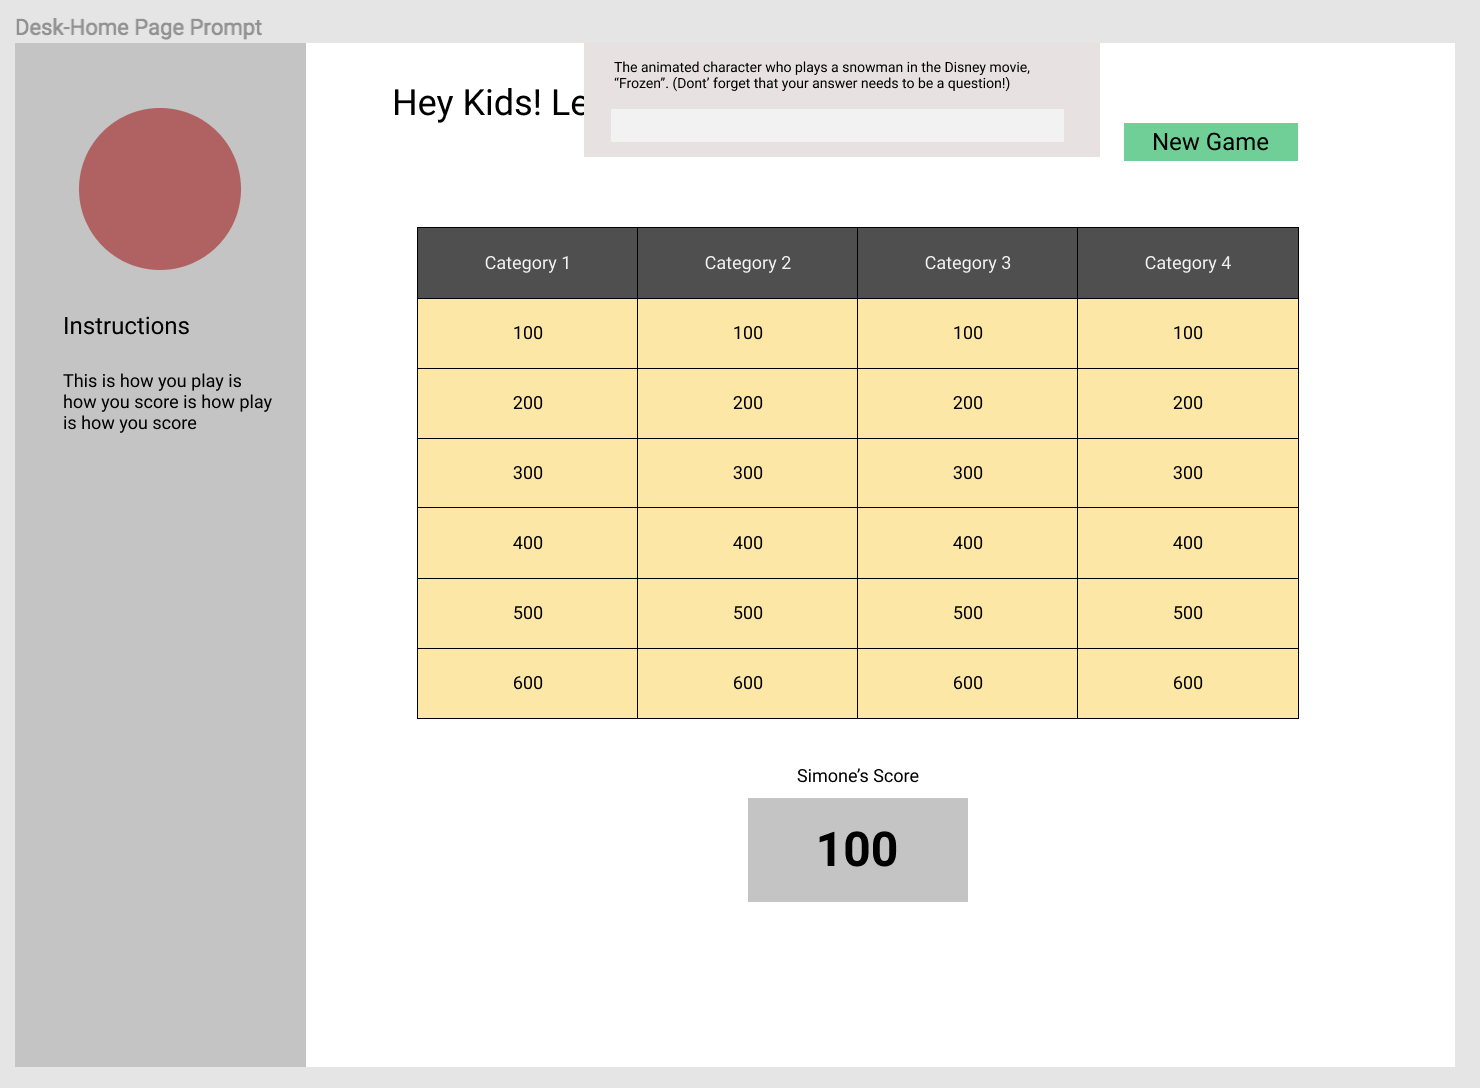 Desk-Home Page Prompt
The animated character who plays a snowman in the Disney movie,
“Frozen”. (Dont’ forget that your answer needs to be a question!)
Hey Kids! Le
New Game
Instructions
This is how you play is
how you score is how play
is how you score
Category 1 Category 2 Category 3 Category 4
100 100 100 100
200 200 200 200
300 300 300 300
400 400 400 400
500 500 500 500
600 600 600 600
Simone’s Score
100